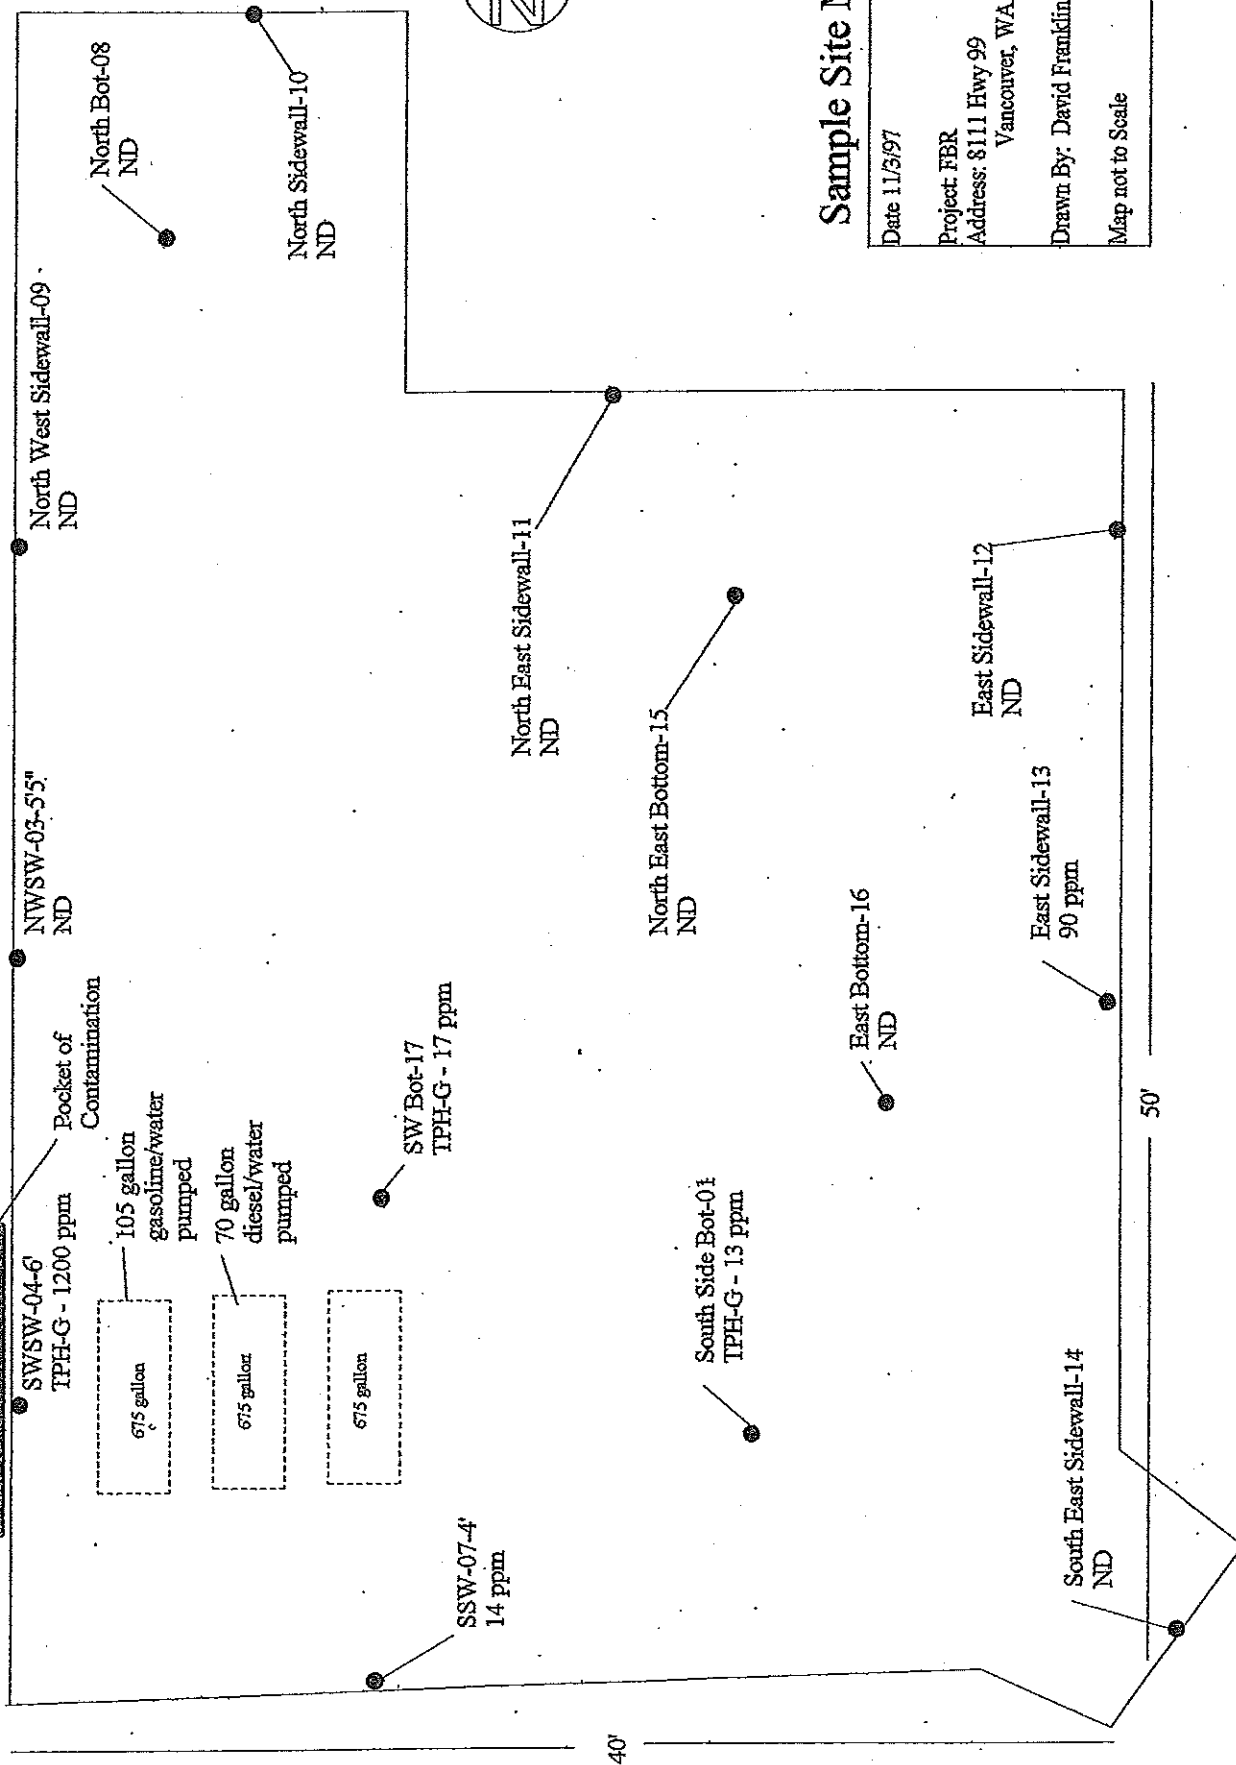 Pocket of
Contamination
SWSW-04-6'
TPH-G - 1200 ppm
NWSW-03-5'5"
ND
North West Sidewall-09
ND
North Bot-08
ND
North Sidewall-10
ND
105 gallon
gasoline/water
pumped
70 gallon
diesel/water
pumped
675 gallon
675 gallon
675 gallon
SW Bot-17
TPH-G - 17 ppm
SSW-07-4'
14 ppm
North East Sidewall-11
ND
North East Bottom-15
ND
South Side Bot-01
TPH-G - 13 ppm
East Bottom-16
ND
East Sidewall-12
ND
East Sidewall-13
90 ppm
South East Sidewall-14
ND
40'
50'
N
Sample Site
Date 11/3/97
Project: FBR
Address: 8111 Hwy 99
Vancouver, WA
Drawn By: David Franklin
Map not to Scale